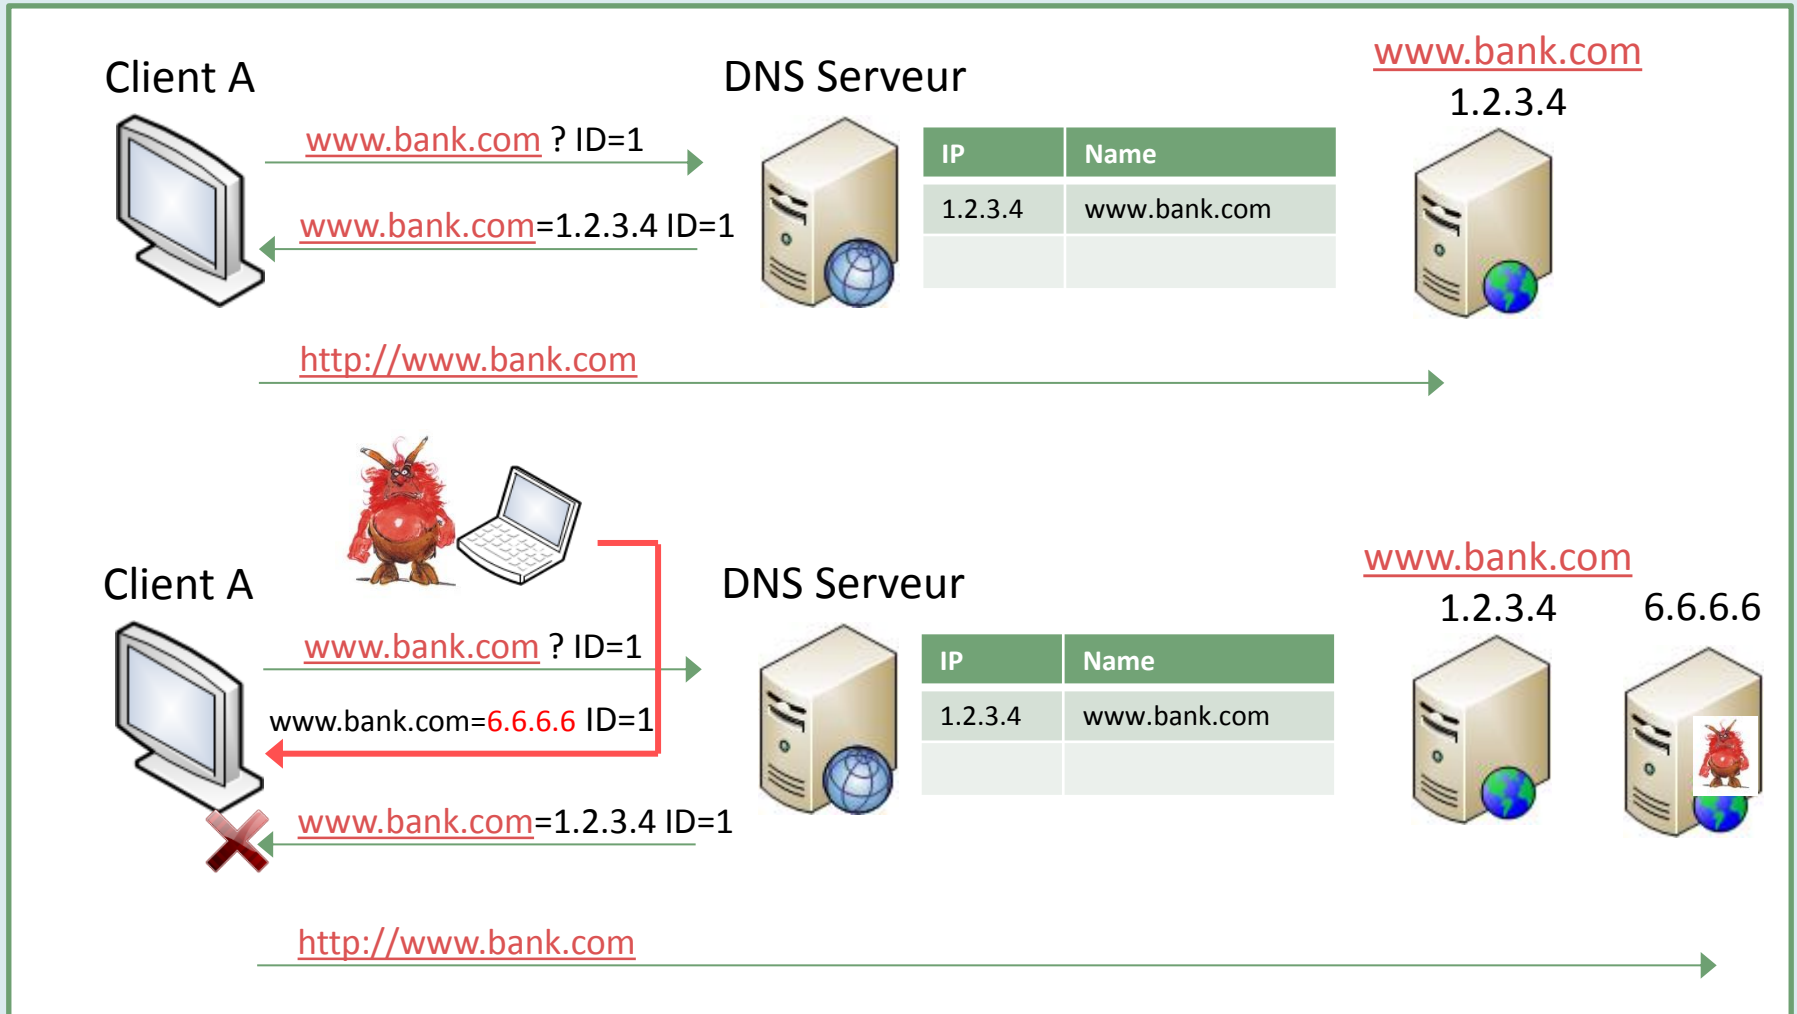 www.bank.com
1.2.3.4
Client A
DNS Serveur
www.bank.com ? ID=1
IP Name
1.2.3.4 www.bank.com
www.bank.com=1.2.3.4 ID=1
http://www.bank.com
www.bank.com
1.2.3.4 6.6.6.6
Client A
DNS Serveur
www.bank.com ? ID=1
IP Name
1.2.3.4 www.bank.com
www.bank.com=6.6.6.6 ID=1
www.bank.com=1.2.3.4 ID=1
http://www.bank.com